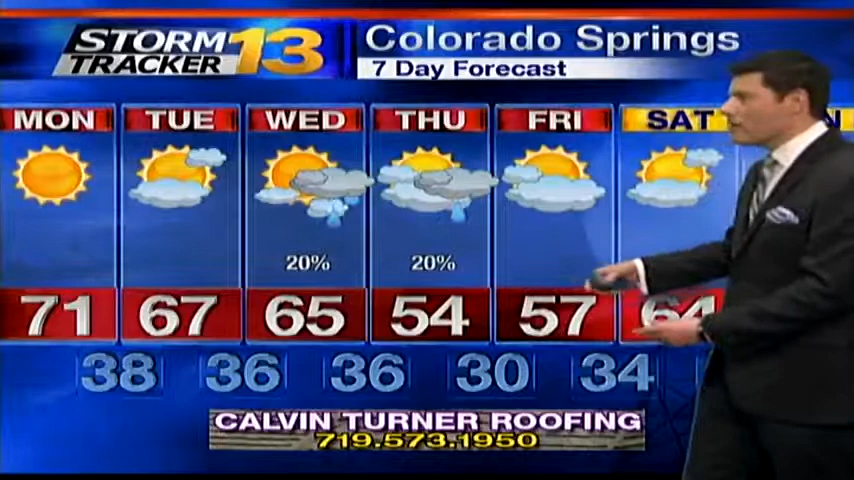 STORM
TRACKER 13
Colorado Springs
7 Day Forecast
MON TUE WED THU FRI SAT
20% 20%
71 67 65 54 57 64
38 36 36 30 34
CALVIN TURNER ROOFING
719.573.1950